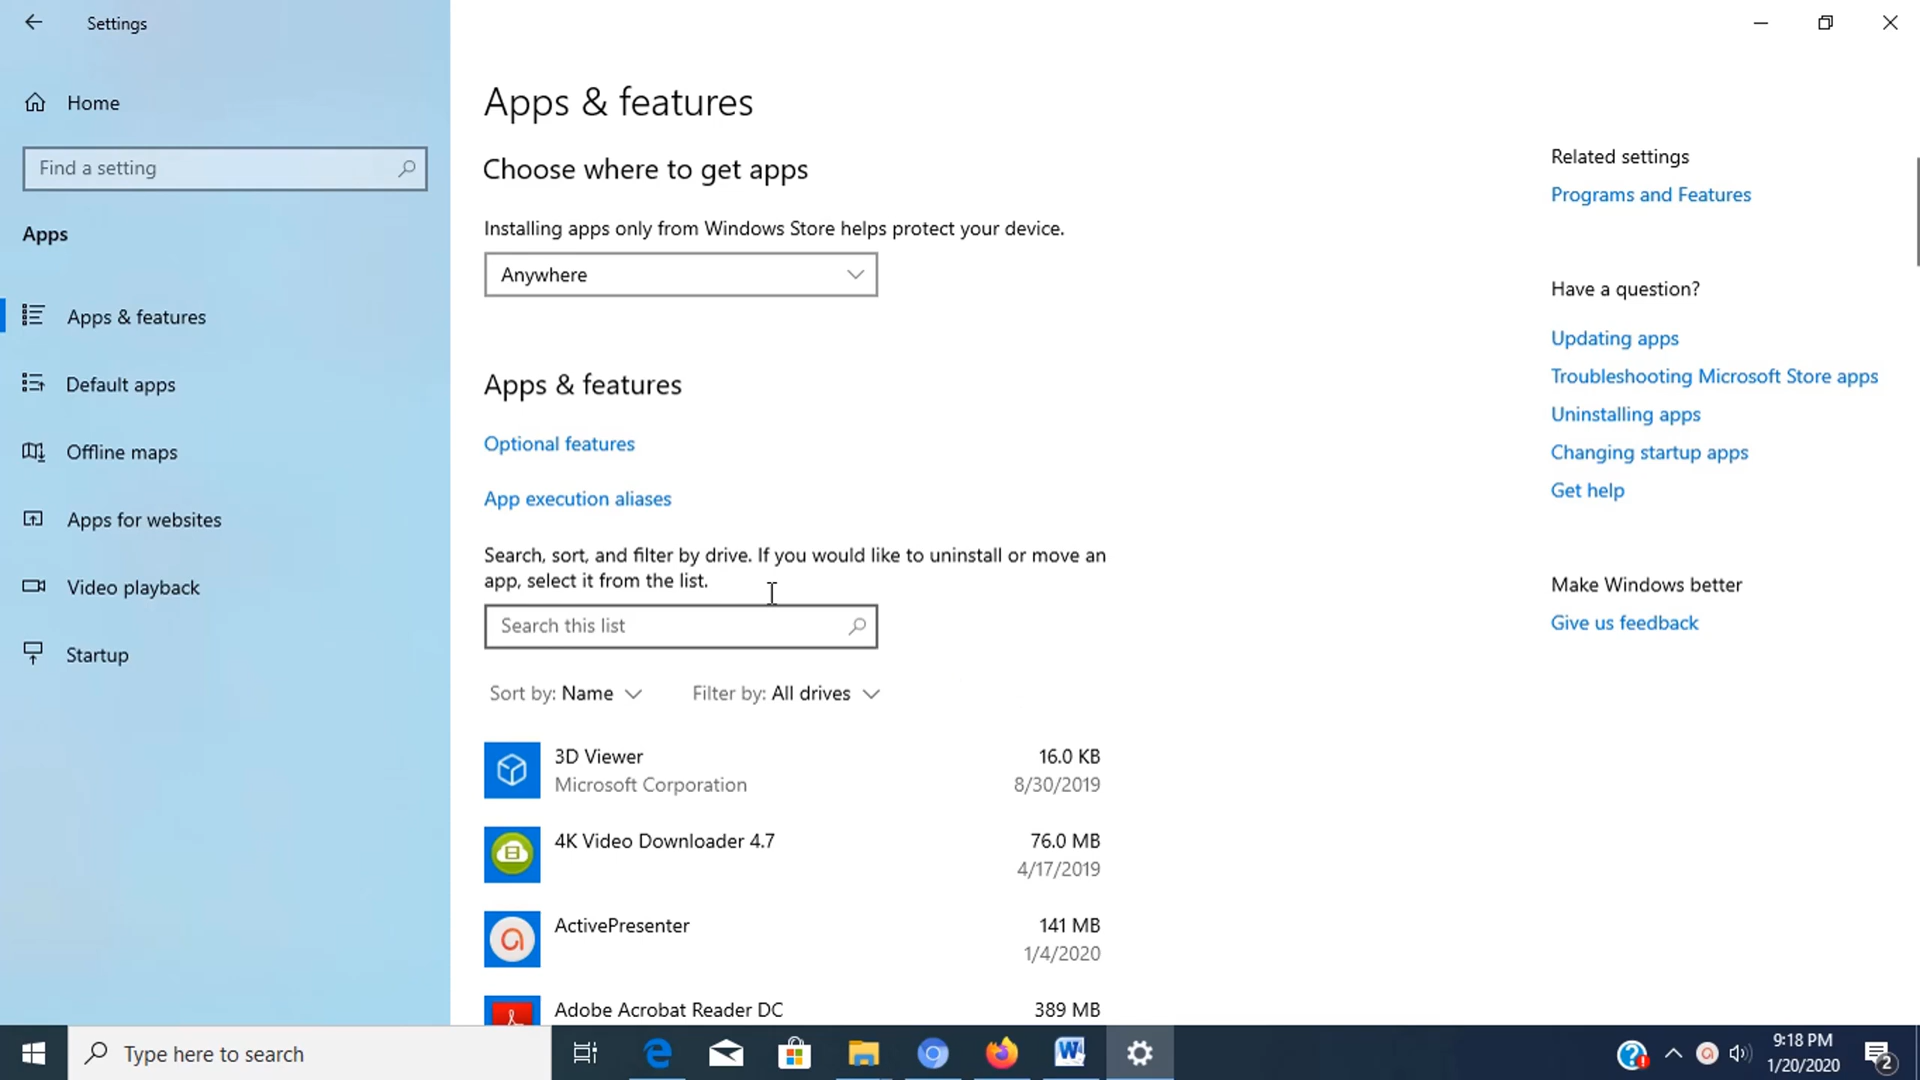 Settings
Home
Find a setting
Apps
Apps & features
Default apps
Offline maps
Apps for websites
Video playback
Startup
Apps & features
Choose where to get apps
Installing apps only from Windows Store helps protect your device.
Anywhere
Apps & features
Optional features
App execution aliases
Search, sort, and filter by drive. If you would like to uninstall or move an
app, select it from the list.
Search this list
Sort by: Name Filter by: All drives
3D Viewer 16.0 KB
Microsoft Corporation 8/30/2019
4K Video Downloader 4.7 76.0 MB
4/17/2019
ActivePresenter 141 MB
1/4/2020
Adobe Acrobat Reader DC 389 MB
Related settings
Programs and Features
Have a question?
Updating apps
Troubleshooting Microsoft Store apps
Uninstalling apps
Changing startup apps
Get help
Make Windows better
Give us feedback
Type here to search
9:18 PM
1/20/2020
2